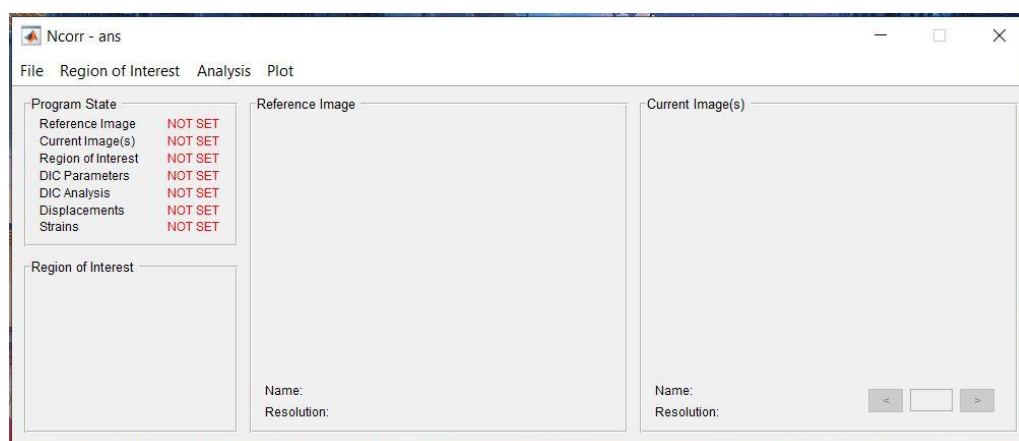 Ncorr - ans
File Region of Interest Analysis Plot
Program State
Reference Image NOT SET
Current Image(s) NOT SET
Region of Interest NOT SET
DIC Parameters NOT SET
DIC Analysis NOT SET
Displacements NOT SET
Strains NOT SET
Region of Interest
Reference Image
Name:
Resolution:
Current Image(s)
Name:
Resolution:
< >